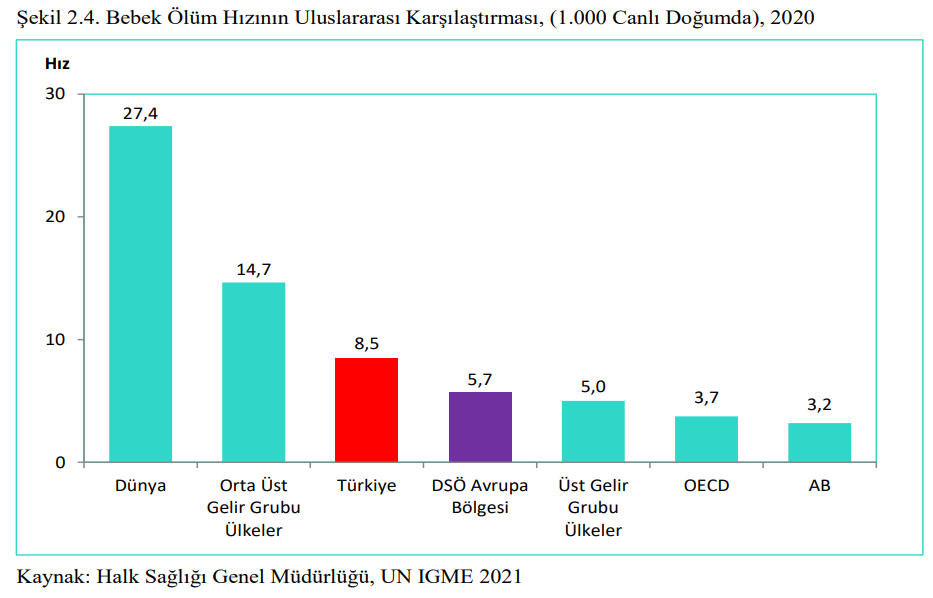 Şekil 2.4. Bebek Ölüm Hızının Uluslararası Karşılaştırması, (1.000 Canlı Doğumda), 2020
Hız
30
20
10
0
27,4
14,7
8,5
5,7
5,0
3,7
3,2
Dünya
Orta Üst
Gelir Grubu
Ülkeler
Türkiye
DSÖ Avrupa
Bölgesi
Üst Gelir
Grubu
Ülkeler
OECD
AB
Kaynak: Halk Sağlığı Genel Müdürlüğü, UN IGME 2021